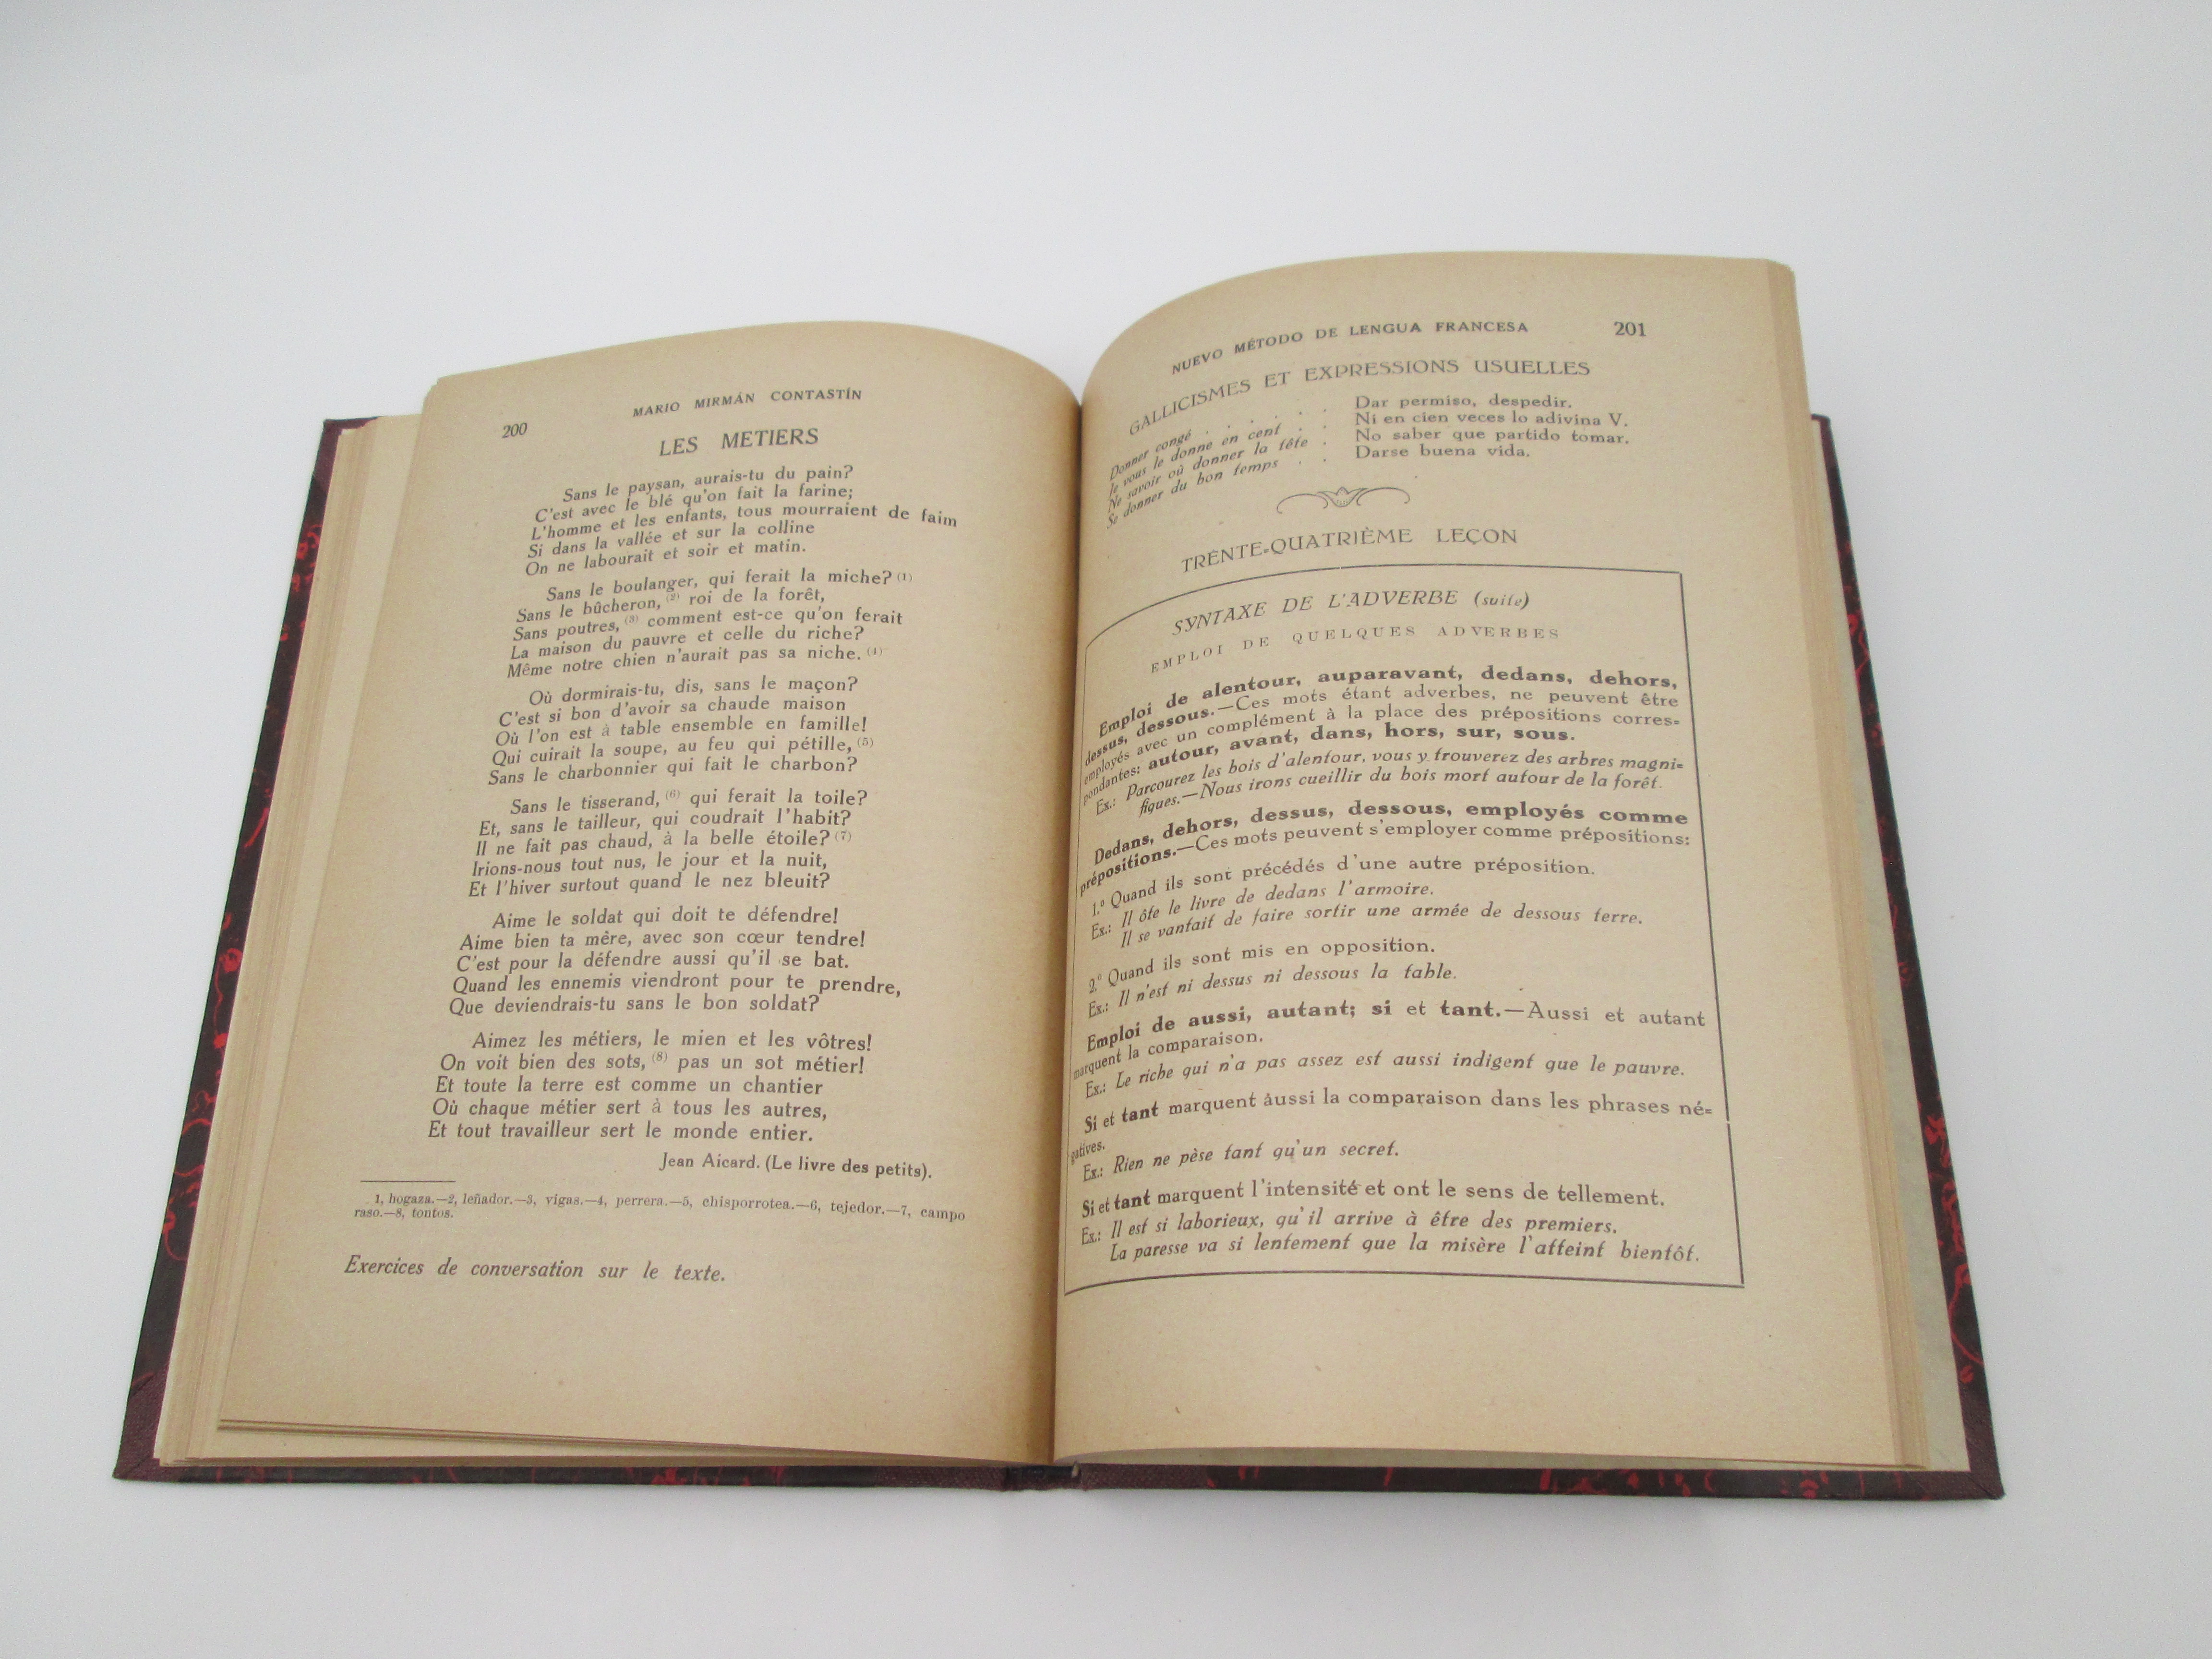 200
MARIO MIRMÁN CONTASTÍN
LES METIERS
Sans le paysan, aurais-tu du pain?
C'est avec le blé qu'on fait la farine;
L'homme et les enfants, tous mourraient de faim
Si dans la vallée et sur la colline
On ne labourait et soir et matin.
Sans le boulanger, qui ferait la miche? (1)
Sans le bûcheron, (2) roi de la forêt,
Sans poutres, (3) comment est-ce qu'on ferait
La maison du pauvre et celle du riche?
Même notre chien n'aurait pas sa niche. (4)
Où dormirais-tu, dis, sans le maçon?
C'est si bon d'avoir sa chaude maison
Où l'on est à table ensemble en famille!
Qui cuirait la soupe, au feu qui pétille, (5)
Sans le charbonnier qui fait le charbon?
Sans le tisserand, (6) qui ferait la toile?
Et, sans le tailleur, qui coudrait l'habit?
Il ne fait pas chaud, à la belle étoile? (7)
Irions-nous tout nus, le jour et la nuit,
Et l'hiver surtout quand le nez bleuit?
Aime le soldat qui doit te défendre!
Aime bien ta mère, avec son cœur tendre!
C'est pour la défendre aussi qu'il se bat.
Quand les ennemis viendront pour te prendre,
Que deviendrais-tu sans le bon soldat?
Aimez les métiers, le mien et les vôtres!
On voit bien des sots, (8) pas un sot métier!
Et toute la terre est comme un chantier
Où chaque métier sert à tous les autres,
Et tout travailleur sert le monde entier.
Jean Aicard. (Le livre des petits).
1, hogaza.—2, leñador.—3, vigas.—4, perrera.—5, chisporrotea.—6, tejedor.—7, campo
raso.—8, tontos.
Exercices de conversation sur le texte.
NUEVO MÉTODO DE LENGUA FRANCESA
201
GALLICISMES ET EXPRESSIONS USUELLES
Donner congé . . . . . . Dar permiso, despedir.
Je vous le donne en cent . . Ni en cien veces lo adivina V.
Ne savoir où donner la tête . No saber que partido tomar.
Se donner du bon temps . . Darse buena vida.
TRENTE-QUATRIÈME LEÇON
SYNTAXE DE L'ADVERBE (suite)
EMPLOI DE QUELQUES ADVERBES
Emploi de alentour, auparavant, dedans, dehors,
dessus, dessous.—Ces mots étant adverbes, ne peuvent être
employés avec un complément à la place des prépositions corres-
pondantes: autour, avant, dans, hors, sur, sous.
Ex.: Parcourez les bois d'alentour, vous y trouverez des arbres magni-
fiques.—Nous irons cueillir du bois mort autour de la forêt.
Dedans, dehors, dessus, dessous, employés comme
prépositions.—Ces mots peuvent s'employer comme prépositions:
1.º Quand ils sont précédés d'une autre préposition.
Ex.: Il ôte le livre de dedans l'armoire.
Il se vantait de faire sortir une armée de dessous terre.
2.º Quand ils sont mis en opposition.
Ex.: Il n'est ni dessus ni dessous la table.
Emploi de aussi, autant; si et tant.—Aussi et autant
marquent la comparaison.
Ex.: Le riche qui n'a pas assez est aussi indigent que le pauvre.
Si et tant marquent aussi la comparaison dans les phrases né-
gatives.
Ex.: Rien ne pèse tant qu'un secret.
Si et tant marquent l'intensité et ont le sens de tellement.
Ex.: Il est si laborieux, qu'il arrive à être des premiers.
La paresse va si lentement que la misère l'atteint bientôt.